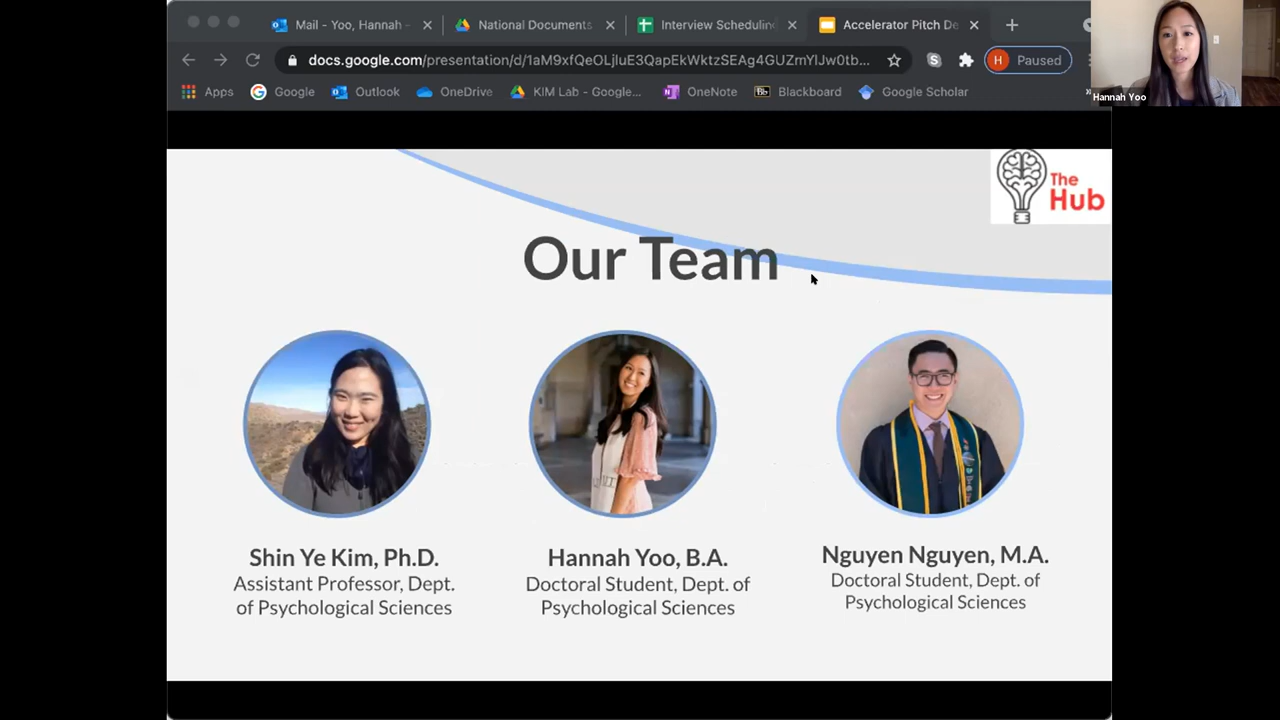 Mail - Yoo, Hannah -
National Documents
Interview Scheduling
Accelerator Pitch De
docs.google.com/presentation/d/1aM9xfQeOLjluE3QapEkWktzSEAg4GUZmYlJw0tb...
H Paused
Apps
Google
Outlook
OneDrive
KIM Lab - Google...
OneNote
Bb Blackboard
Google Scholar
»
Hannah Yoo
The
Hub
Our Team
Shin Ye Kim, Ph.D.
Assistant Professor, Dept.
of Psychological Sciences
Hannah Yoo, B.A.
Doctoral Student, Dept. of
Psychological Sciences
Nguyen Nguyen, M.A.
Doctoral Student, Dept. of
Psychological Sciences